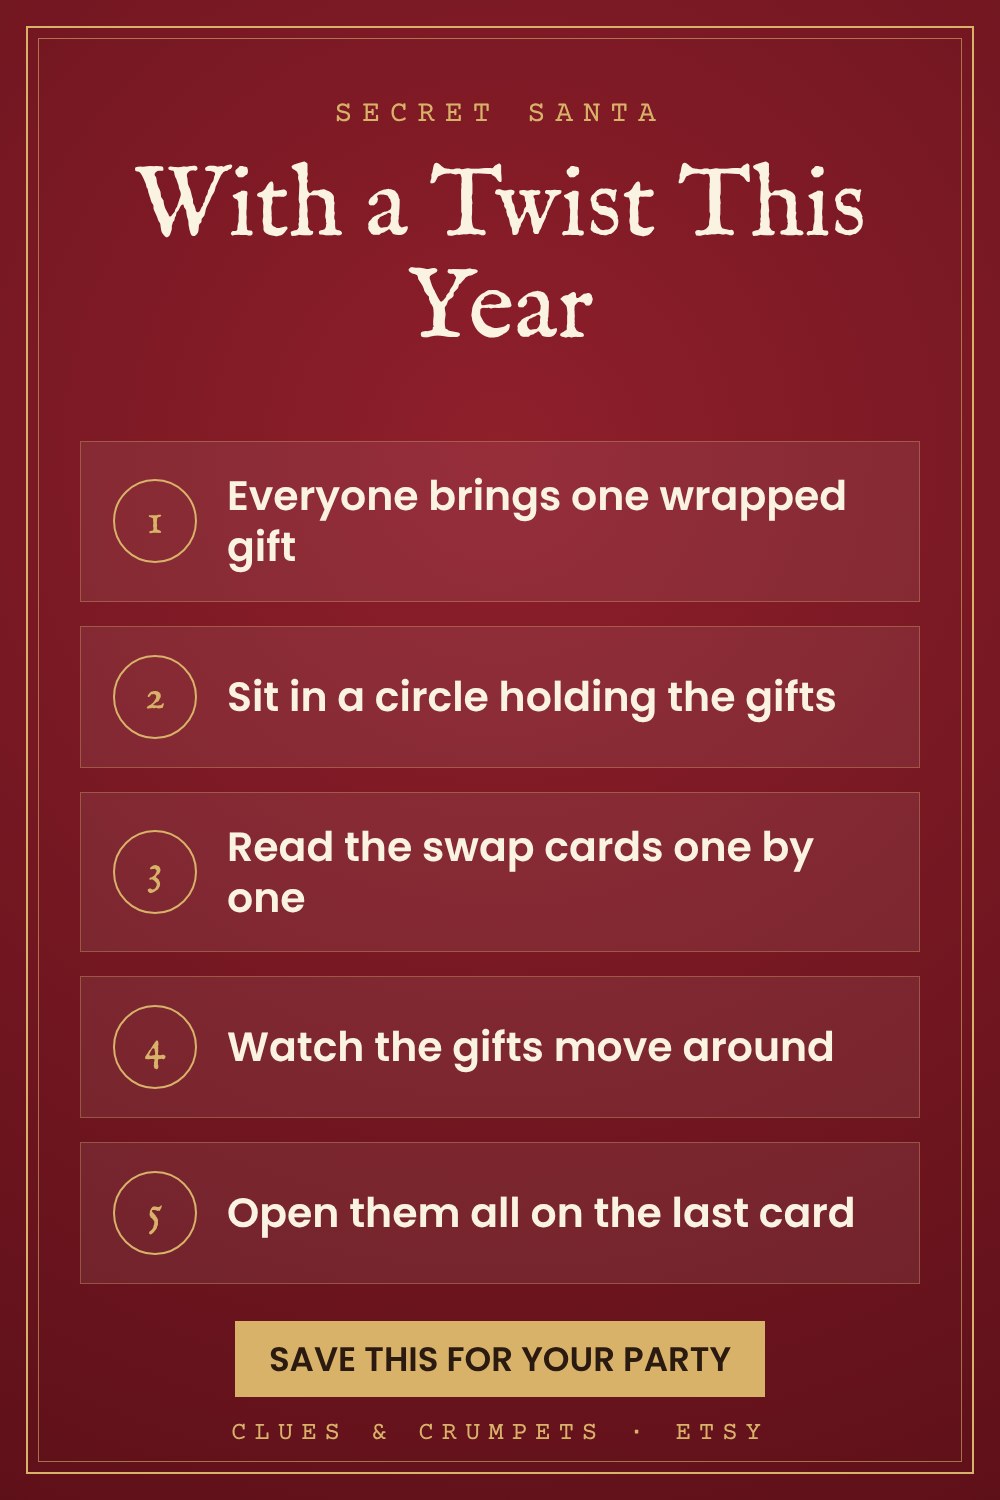 SECRET SANTA
With a Twist This
Year
1
Everyone brings one wrapped
gift
2
Sit in a circle holding the gifts
3
Read the swap cards one by
one
4
Watch the gifts move around
5
Open them all on the last card
SAVE THIS FOR YOUR PARTY
CLUES & CRUMPETS · ETSY